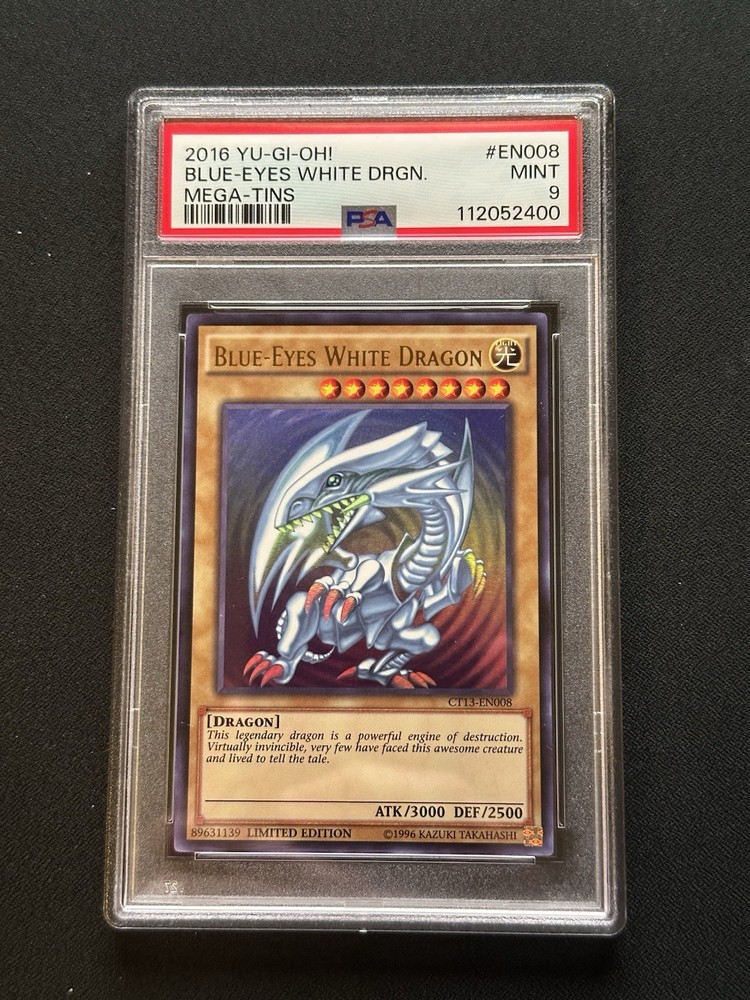 2016 YU-GI-OH! #EN008
BLUE-EYES WHITE DRGN. MINT
MEGA-TINS 9
PSA 112052400
BLUE-EYES WHITE DRAGON
LIGHT
光
CT13-EN008
[DRAGON]
This legendary dragon is a powerful engine of destruction.
Virtually invincible, very few have faced this awesome creature
and lived to tell the tale.
ATK/3000 DEF/2500
89631139 LIMITED EDITION ©1996 KAZUKI TAKAHASHI